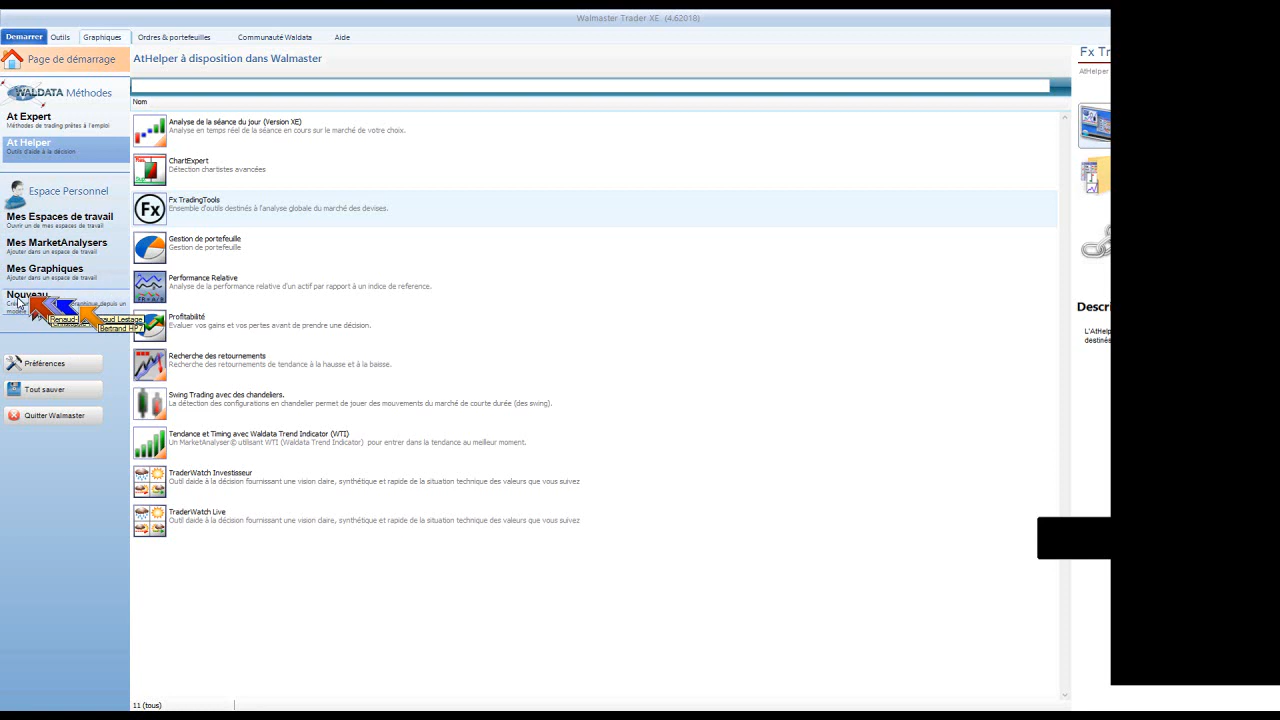 Walmaster Trader XE (4.62018)
Demarrer Outils Graphiques Ordres & portefeuilles Communauté Waldata Aide
Page de démarrage
WALDATA Méthodes
At Expert
Méthodes de trading prêtes à l'emploi
At Helper
Outils d'aide à la décision
Espace Personnel
Mes Espaces de travail
Ouvrir un de mes espaces de travail
Mes MarketAnalysers
Ajouter dans un espace de travail
Mes Graphiques
Ajouter dans un espace de travail
Nouveau
graphique depuis un
modèle
Lestage
Bertrand HP7
Préférences
Tout sauver
Quitter Walmaster
AtHelper à disposition dans Walmaster
Nom
Analyse de la séance du jour (Version XE)
Analyse en temps réel de la séance en cours sur le marché de votre choix.
ChartExpert
Détection chartistes avancées
Fx TradingTools
Ensemble d'outils destinés à l'analyse globale du marché des devises.
Gestion de portefeuille
Gestion de portefeuille
Performance Relative
Analyse de la performance relative d'un actif par rapport à un indice de reference.
Profitabilité
Evaluer vos gains et vos pertes avant de prendre une décision.
Recherche des retournements
Recherche des retournements de tendance à la hausse et à la baisse.
Swing Trading avec des chandeliers.
La détection des configurations en chandelier permet de jouer des mouvements du marché de courte durée (des swing).
Tendance et Timing avec Waldata Trend Indicator (WTI)
Un MarketAnalyser© utilisant WTI (Waldata Trend Indicator) pour entrer dans la tendance au meilleur moment.
TraderWatch Investisseur
Outil daide à la décision fournissant une vision claire, synthétique et rapide de la situation technique des valeurs que vous suivez
TraderWatch Live
Outil daide à la décision fournissant une vision claire, synthétique et rapide de la situation technique des valeurs que vous suivez
11 (tous)
Fx Tr
AtHelper
Descri
L'AtHelp
destinés